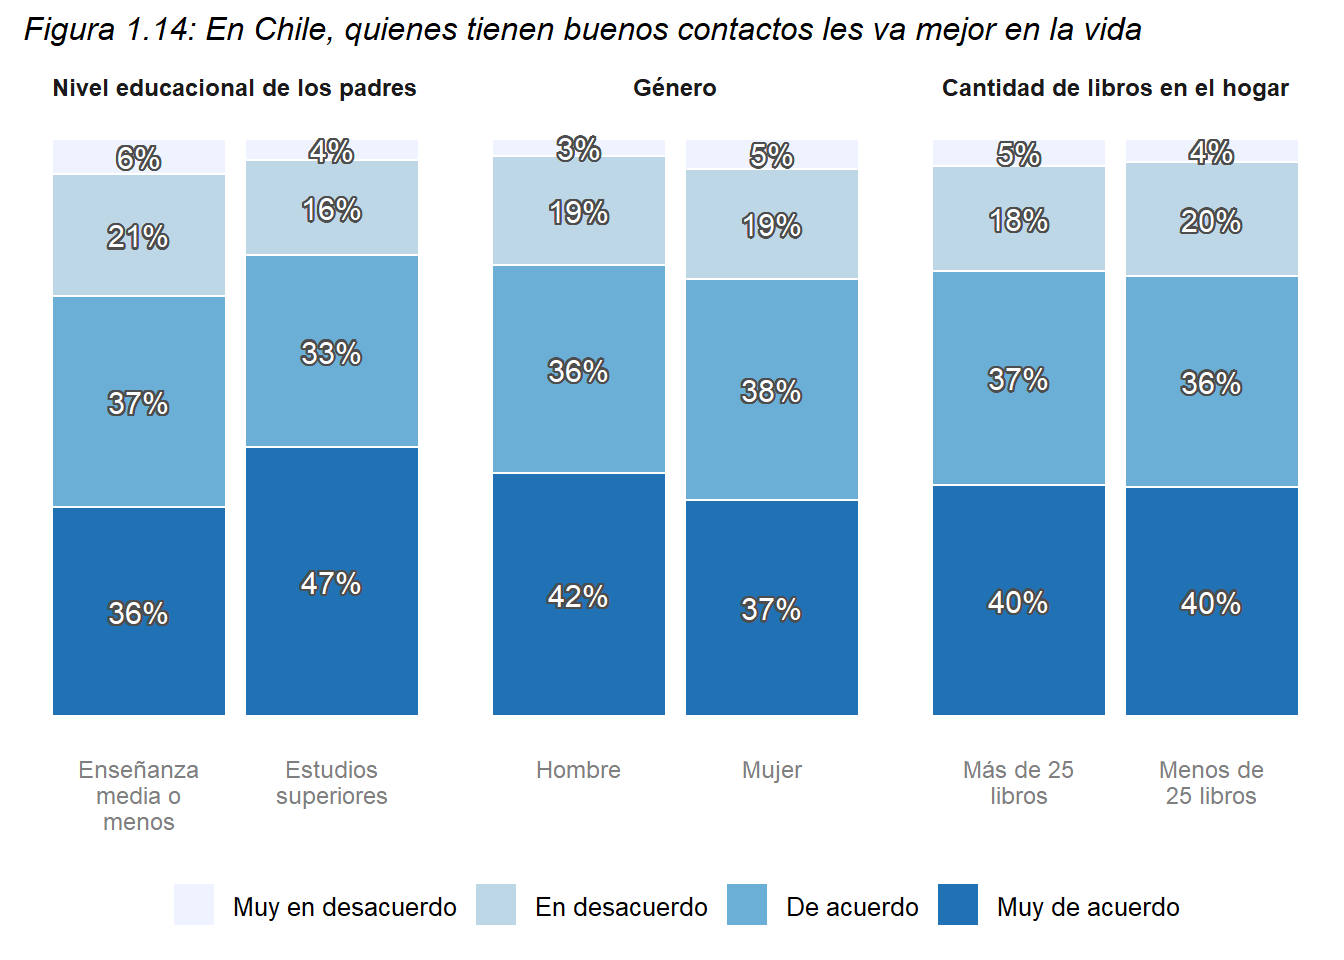 Figura 1.14: En Chile, quienes tienen buenos contactos les va mejor en la vida
Nivel educacional de los padres
6%
4%
21%
16%
37%
33%
36%
47%
Enseñanza
media o
menos
Estudios
superiores
Género
3%
5%
19%
19%
36%
38%
42%
37%
Hombre
Mujer
Cantidad de libros en el hogar
5%
4%
18%
20%
37%
36%
40%
40%
Más de 25
libros
Menos de
25 libros
Muy en desacuerdo
En desacuerdo
De acuerdo
Muy de acuerdo